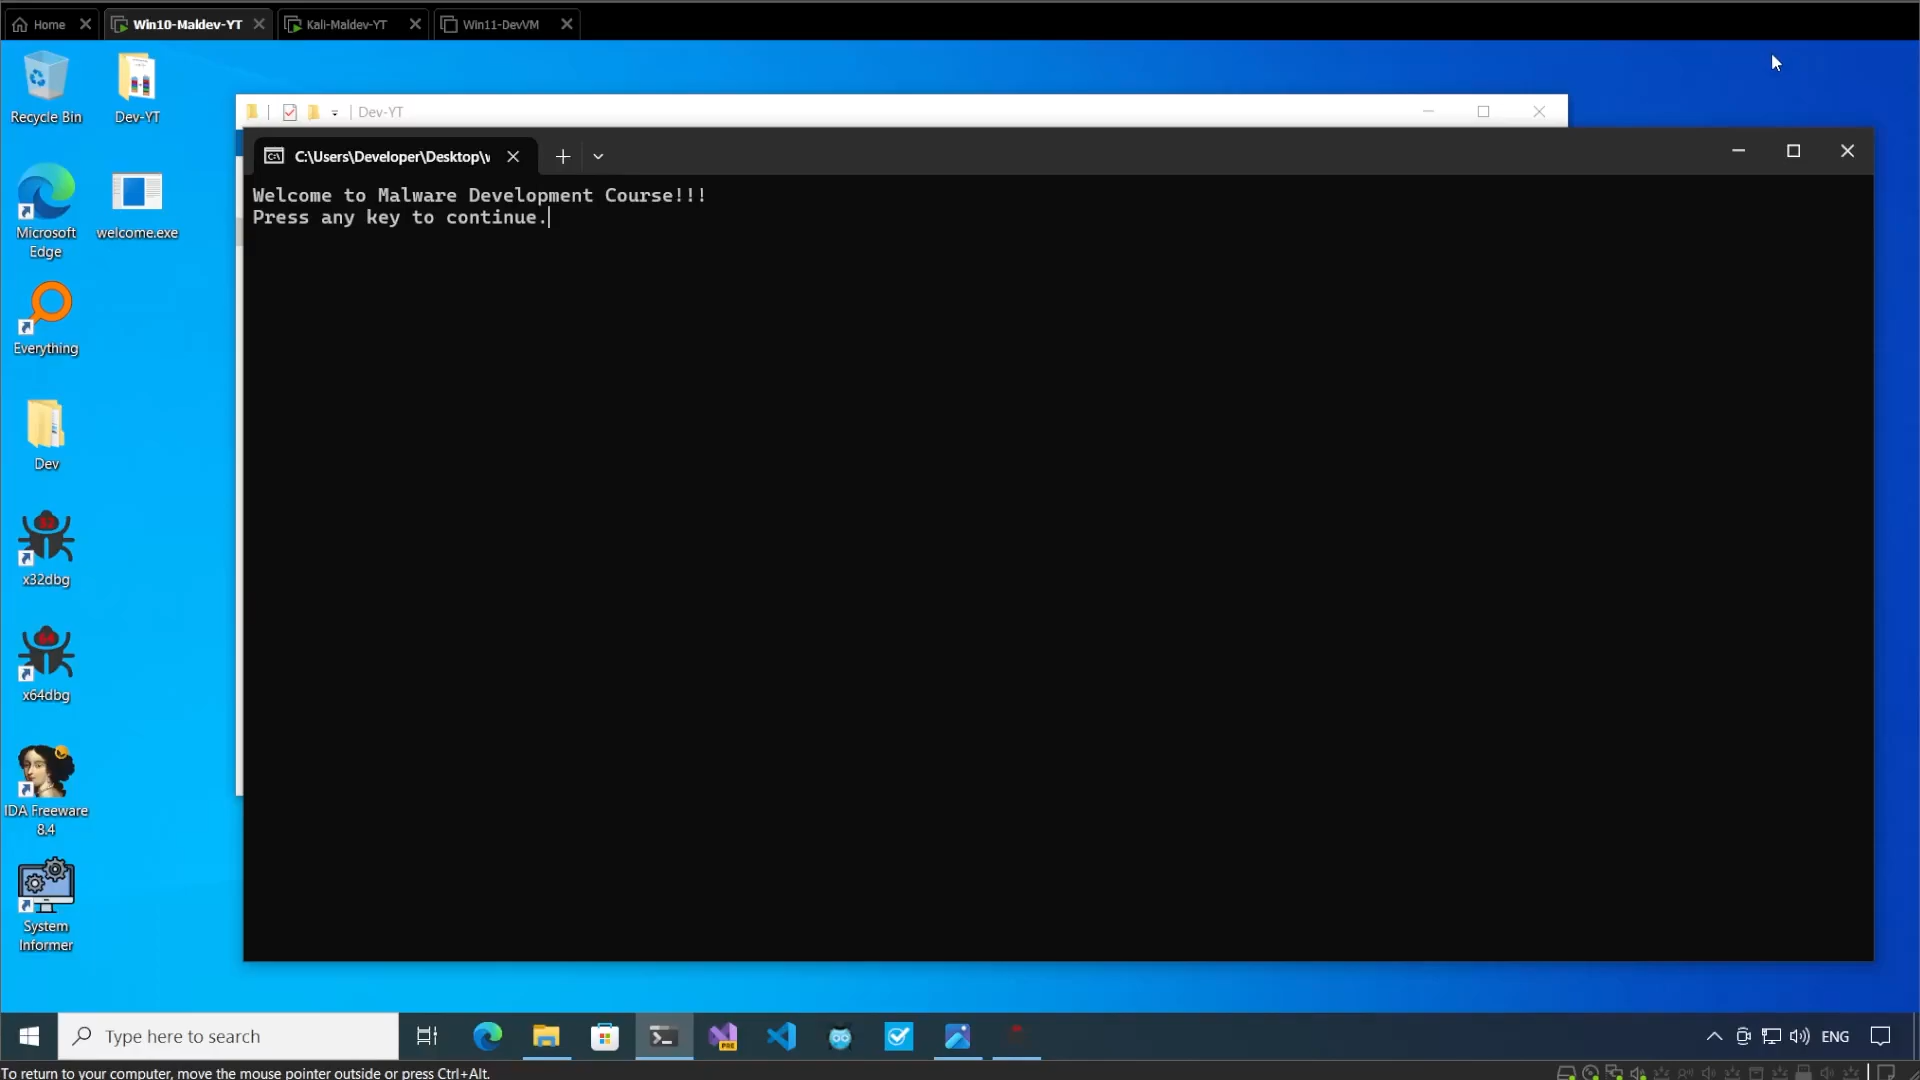 Home
Win10-Maldev-YT
Kali-Maldev-YT
Win11-DevVM
Recycle Bin
Dev-YT
Dev-YT
C:\Users\Developer\Desktop\
Welcome to Malware Development Course!!!
Press any key to continue.
Microsoft
Edge
welcome.exe
Everything
Dev
x32dbg
x64dbg
IDA Freeware
8.4
System
Informer
Type here to search
PRE
ENG
To return to your computer, move the mouse pointer outside or press Ctrl+Alt.